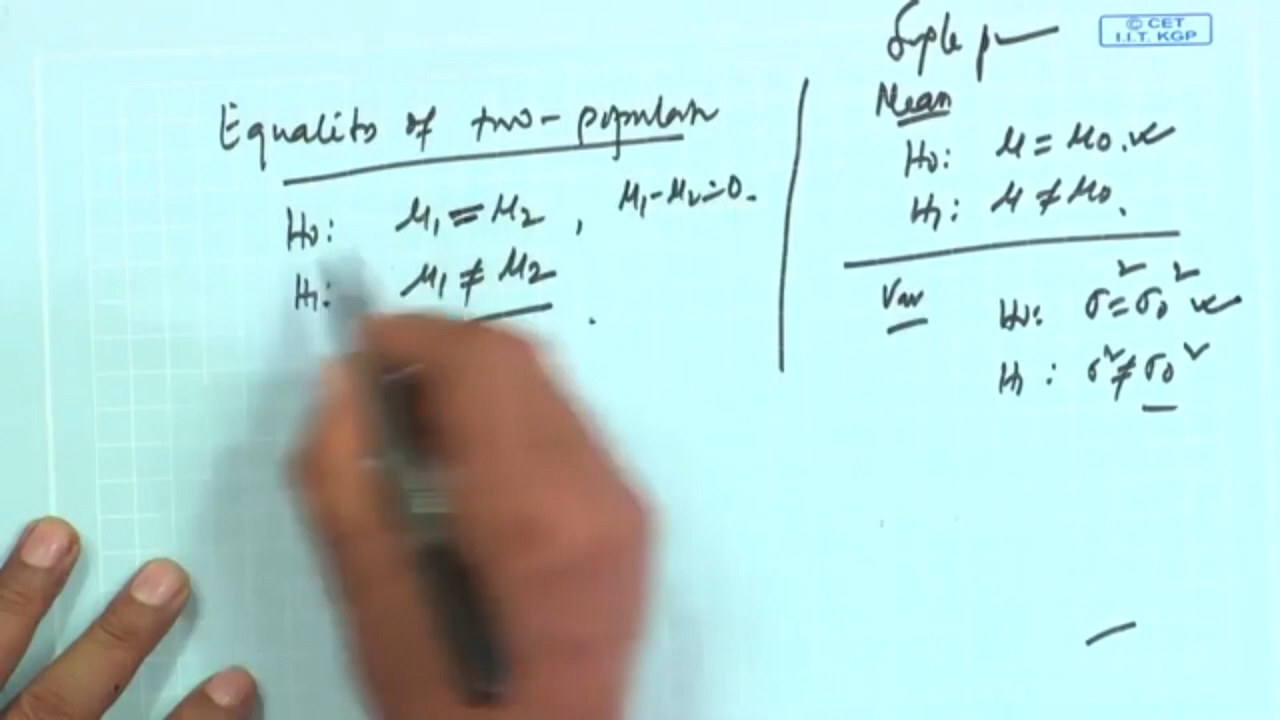 Equality of two-population
H0: μ1 = μ2 , μ1-μ2=0.
H1: μ1 ≠ μ2 .
Mean
H0: μ = μ0.
H1: μ ≠ μ0.
Var H0: σ²=σ0²
H1 : σ²≠σ0²
© CET
I.I.T. KGP